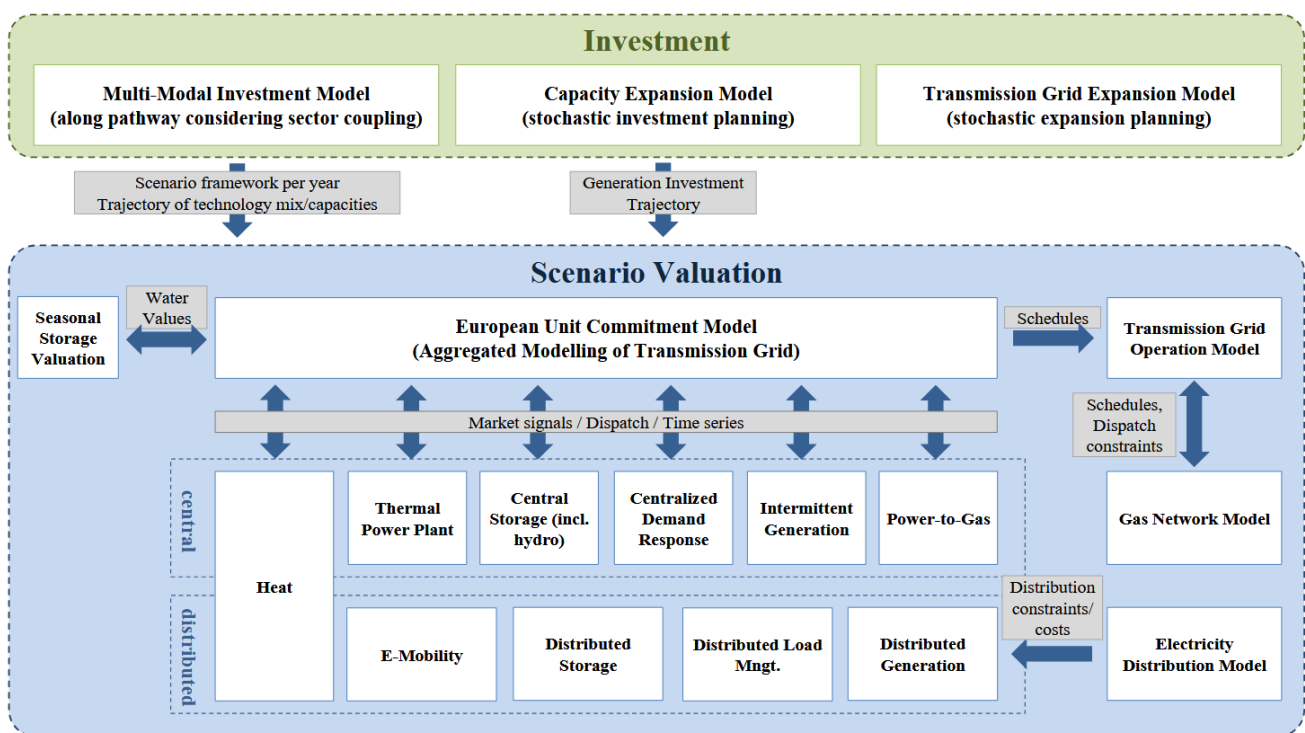 Investment
Multi-Modal Investment Model
(along pathway considering sector coupling)
Capacity Expansion Model
(stochastic investment planning)
Transmission Grid Expansion Model
(stochastic expansion planning)
Scenario framework per year
Trajectory of technology mix/capacities
Generation Investment
Trajectory
Scenario Valuation
Seasonal
Storage
Valuation
Water
Values
European Unit Commitment Model
(Aggregated Modelling of Transmission Grid)
Schedules
Transmission Grid
Operation Model
Market signals / Dispatch / Time series
Schedules,
Dispatch
constraints
central
Heat
Thermal
Power Plant
Central
Storage (incl.
hydro)
Centralized
Demand
Response
Intermittent
Generation
Power-to-Gas
Gas Network Model
distributed
E-Mobility
Distributed
Storage
Distributed Load
Mngt.
Distributed
Generation
Distribution
constraints/
costs
Electricity
Distribution Model